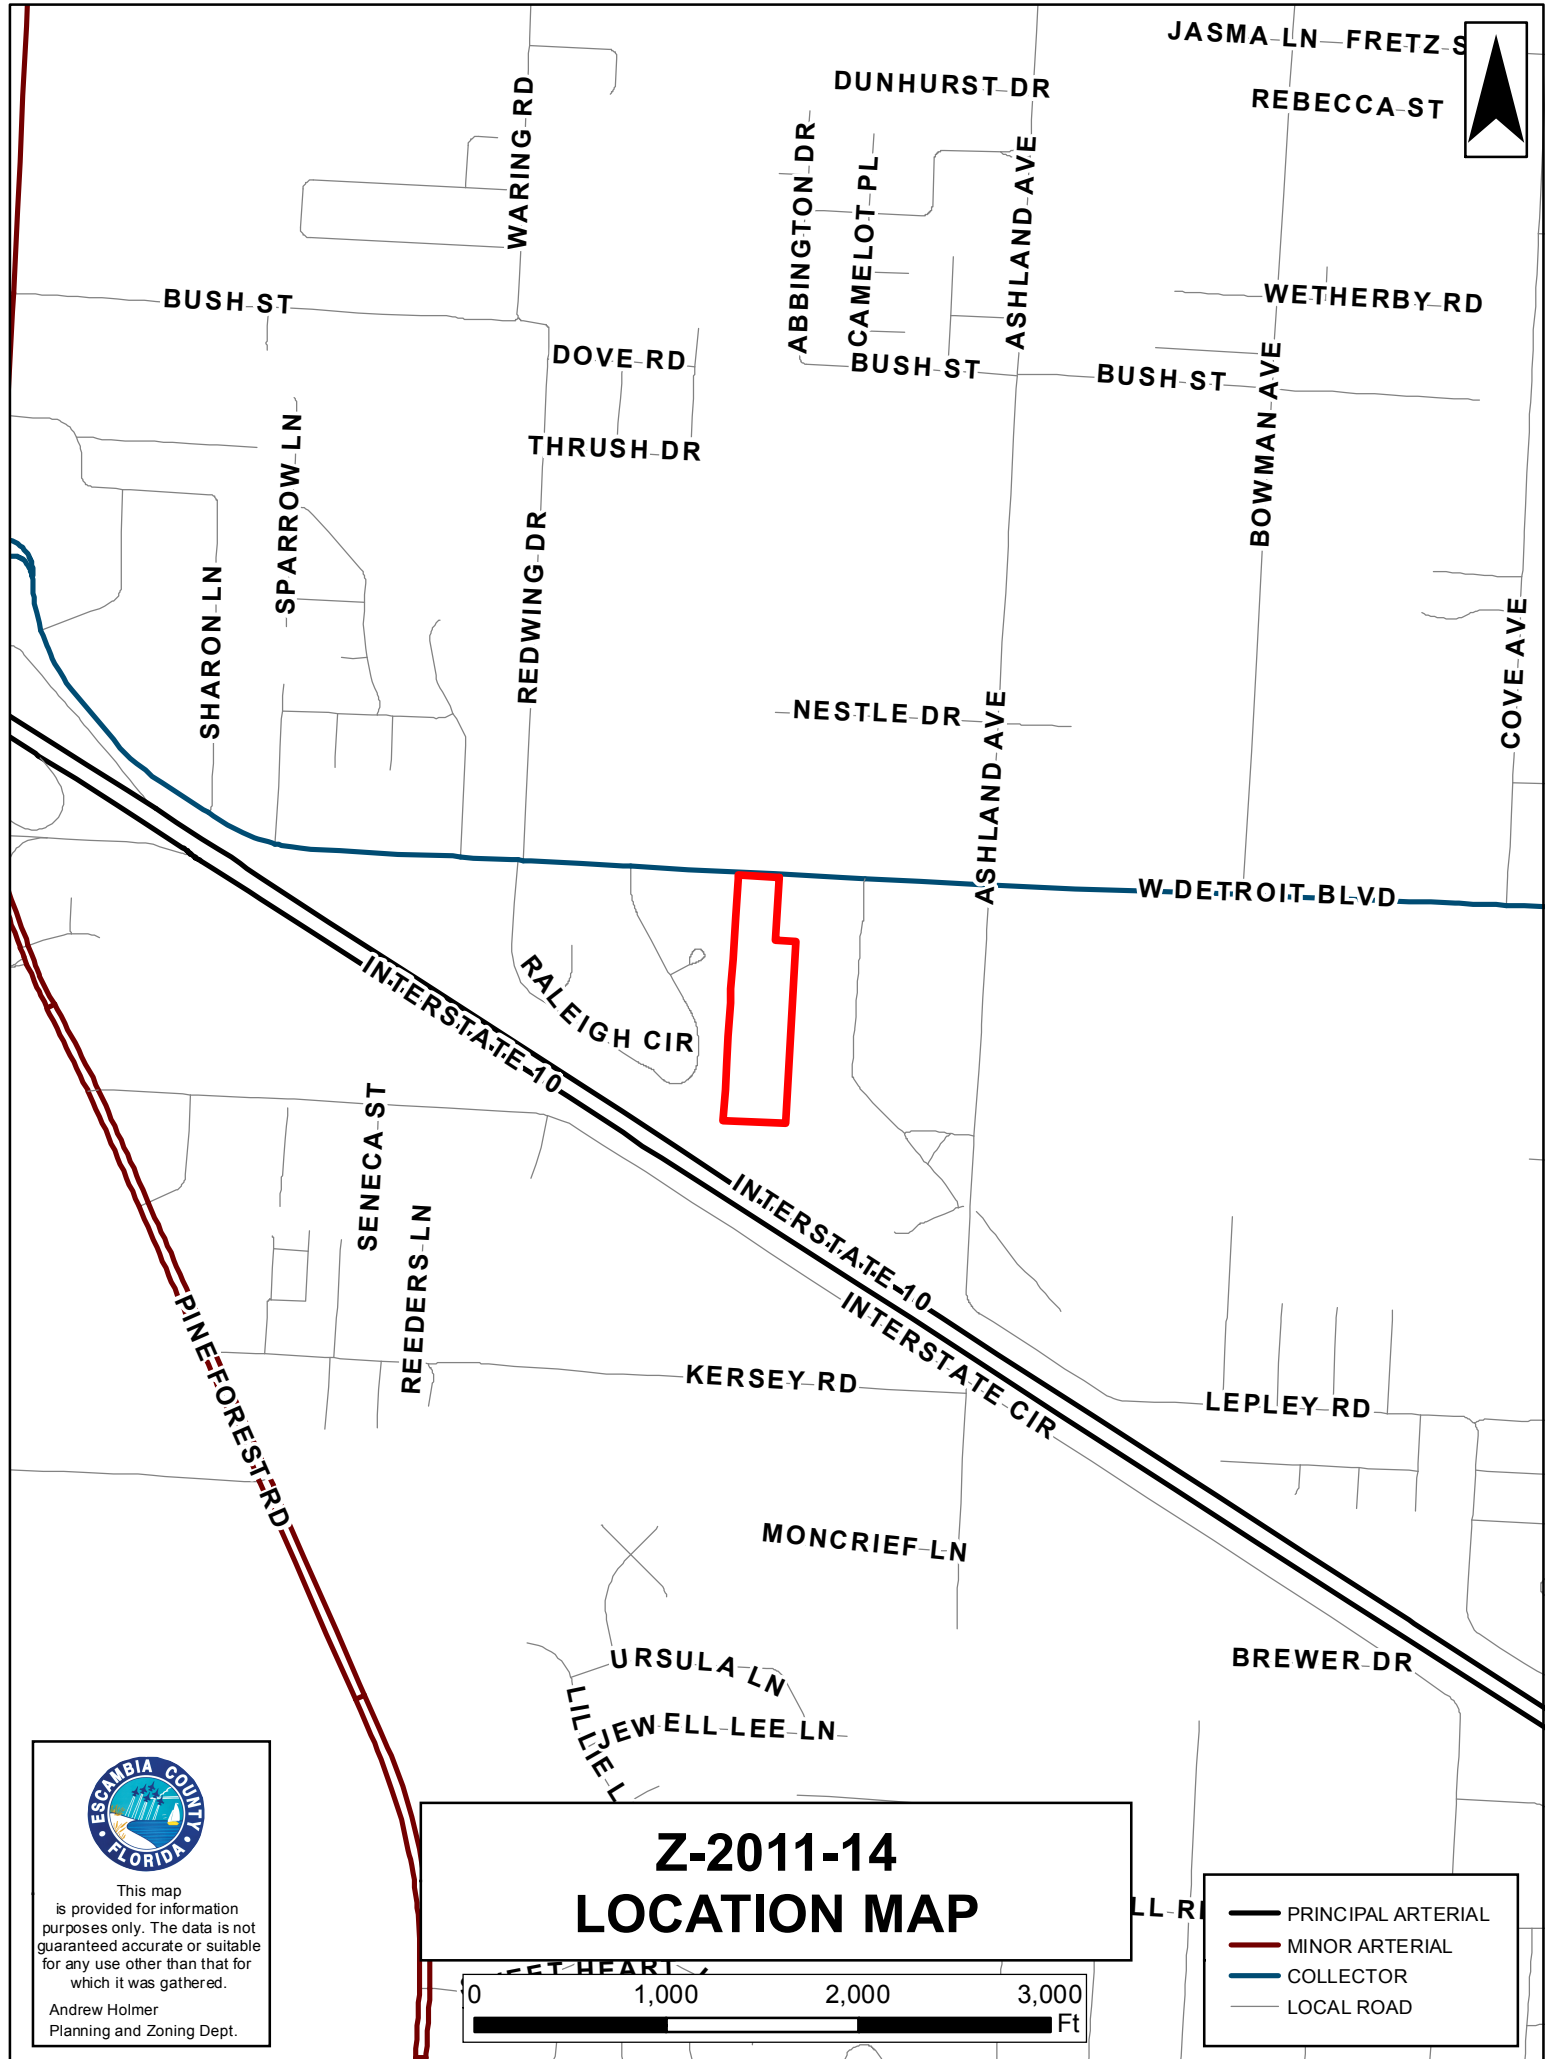 JASMA LN
FRETZ S
DUNHURST DR
REBECCA ST
WARING RD
ABBINGTON DR
CAMELOT PL
ASHLAND AVE
BUSH ST
WETHERBY RD
DOVE RD
BUSH ST
BUSH ST
THRUSH DR
SPARROW LN
BOWMAN AVE
REDWING DR
SHARON LN
COVE AVE
NESTLE DR
ASHLAND AVE
W DETROIT BLVD
RALEIGH CIR
INTERSTATE 10
SENECA ST
INTERSTATE 10
REEDERS LN
INTERSTATE CIR
PINE FOREST RD
KERSEY RD
LEPLEY RD
MONCRIEF LN
URSULA LN
BREWER DR
LILLIE L
JEWELL LEE LN
ESCAMBIA COUNTY
FLORIDA
This map
is provided for information
purposes only. The data is not
guaranteed accurate or suitable
for any use other than that for
which it was gathered.
Andrew Holmer
Planning and Zoning Dept.
Z-2011-14
LOCATION MAP
HEART
0 1,000 2,000 3,000
Ft
PRINCIPAL ARTERIAL
MINOR ARTERIAL
COLLECTOR
LOCAL ROAD